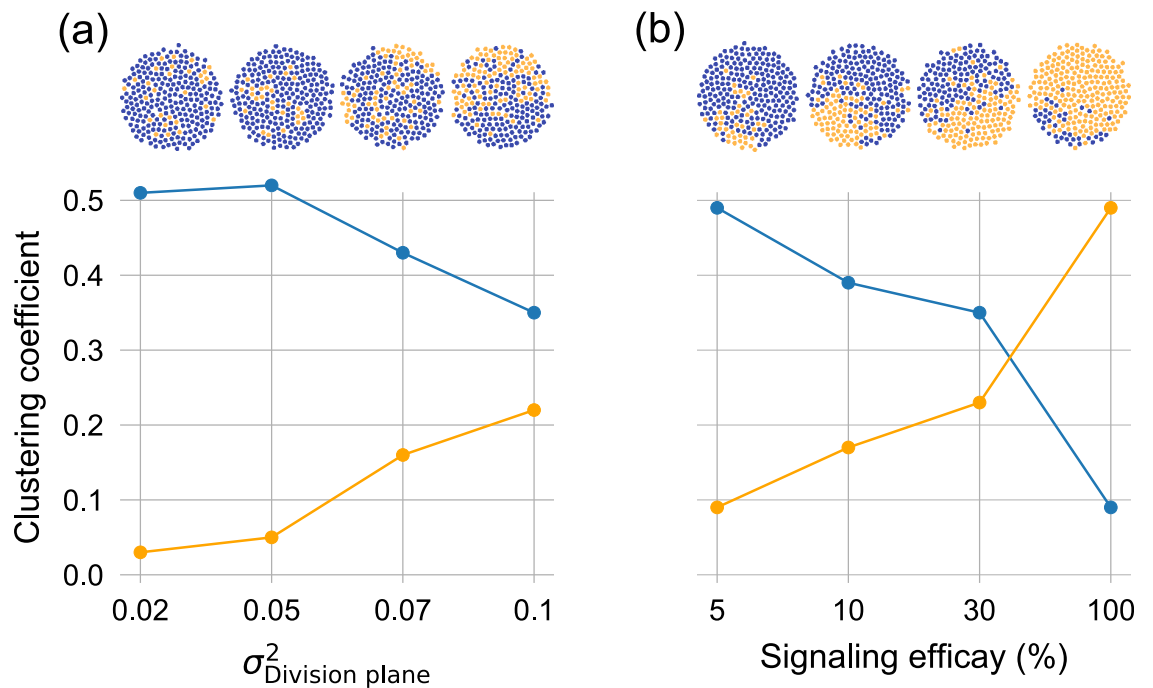 (a)
(b)
Clustering coefficient
0.5
0.4
0.3
0.2
0.1
0.0
0.02 0.05 0.07 0.1
σ²Division plane
5 10 30 100
Signaling efficay (%)